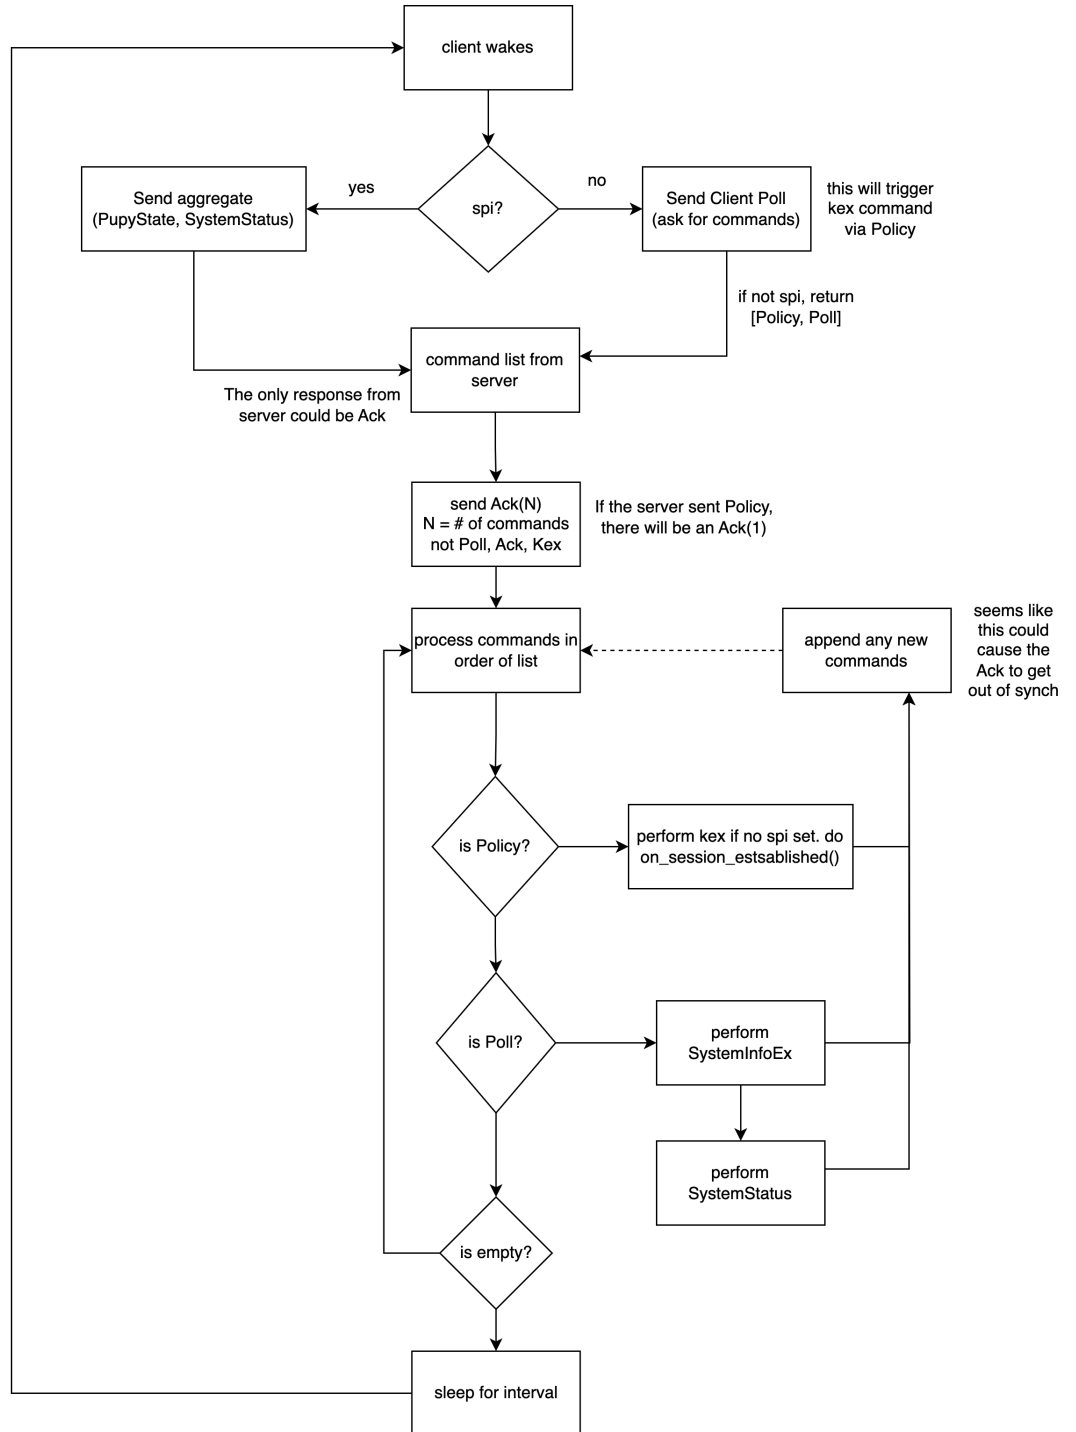 client wakes
yes
no
spi?
Send aggregate
(PupyState, SystemStatus)
Send Client Poll
(ask for commands)
this will trigger
kex command
via Policy
if not spi, return
[Policy, Poll]
command list from
server
The only response from
server could be Ack
send Ack(N)
N = # of commands
not Poll, Ack, Kex
If the server sent Policy,
there will be an Ack(1)
process commands in
order of list
append any new
commands
seems like
this could
cause the
Ack to get
out of synch
is Policy?
perform kex if no spi set. do
on_session_estsablished()
is Poll?
perform
SystemInfoEx
perform
SystemStatus
is empty?
sleep for interval